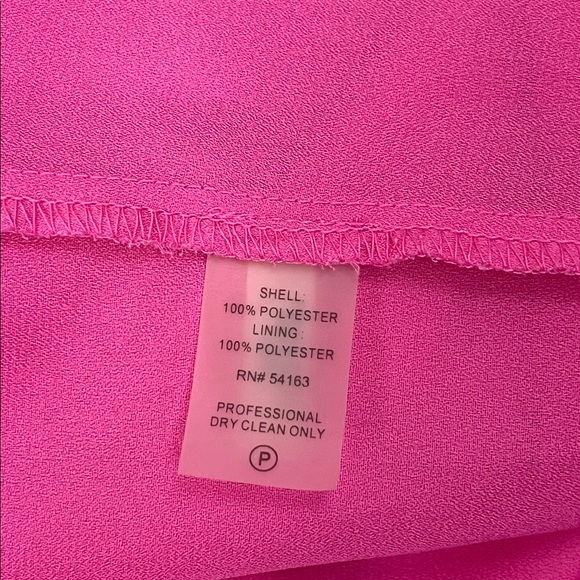 SHELL:
100% POLYESTER
LINING :
100% POLYESTER
RN# 54163
PROFESSIONAL
DRY CLEAN ONLY
P